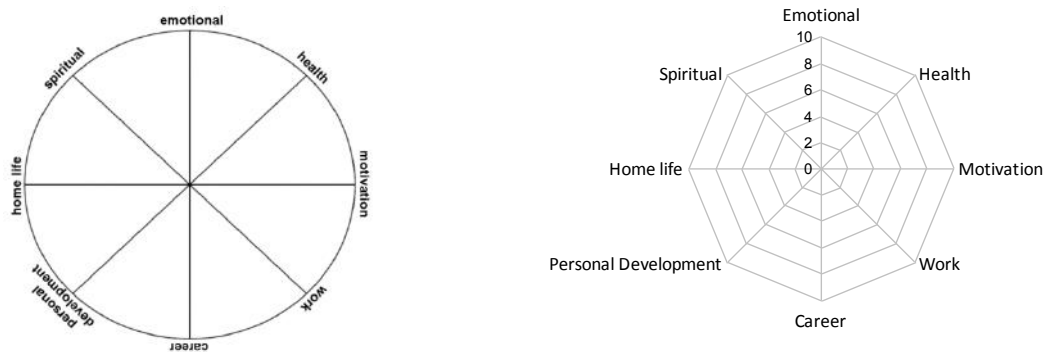 emotional
health
motivation
work
career
personal
development
home life
spiritual
Emotional
10
8
6
4
2
0
Health
Motivation
Work
Career
Personal Development
Home life
Spiritual